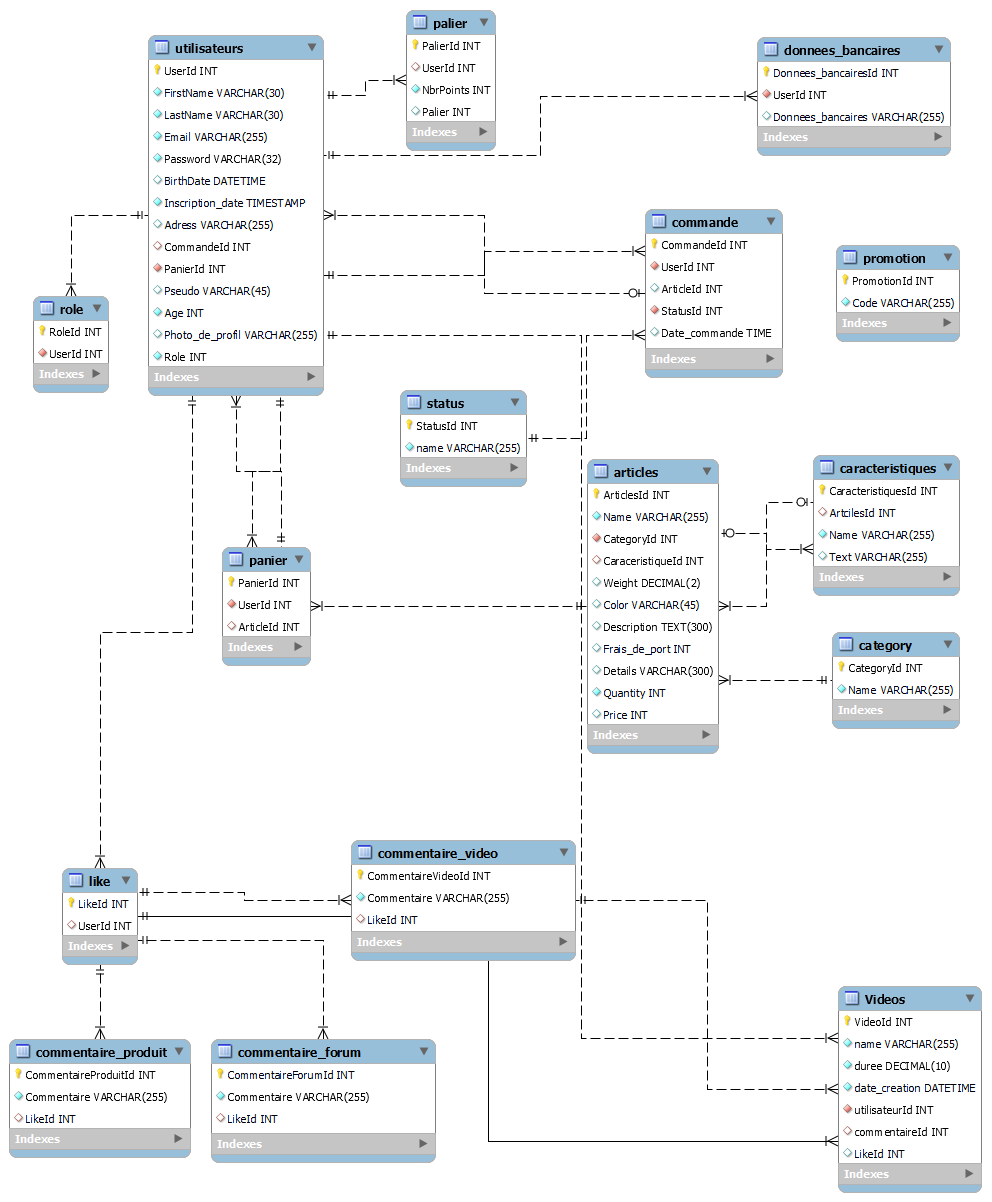 utilisateurs
UserId INT
FirstName VARCHAR(30)
LastName VARCHAR(30)
Email VARCHAR(255)
Password VARCHAR(32)
BirthDate DATETIME
Inscription_date TIMESTAMP
Adress VARCHAR(255)
CommandeId INT
PanierId INT
Pseudo VARCHAR(45)
Age INT
Photo_de_profil VARCHAR(255)
Role INT
Indexes
palier
PalierId INT
UserId INT
NbrPoints INT
Palier INT
Indexes
donnees_bancaires
Donnees_bancairesId INT
UserId INT
Donnees_bancaires VARCHAR(255)
Indexes
commande
CommandeId INT
UserId INT
ArticleId INT
StatusId INT
Date_commande TIME
Indexes
promotion
PromotionId INT
Code VARCHAR(255)
Indexes
role
RoleId INT
UserId INT
Indexes
status
StatusId INT
name VARCHAR(255)
Indexes
articles
ArticlesId INT
Name VARCHAR(255)
CategoryId INT
CaraceristiqueId INT
Weight DECIMAL(2)
Color VARCHAR(45)
Description TEXT(300)
Frais_de_port INT
Details VARCHAR(300)
Quantity INT
Price INT
Indexes
caracteristiques
CaracteristiquesId INT
ArtcilesId INT
Name VARCHAR(255)
Text VARCHAR(255)
Indexes
panier
PanierId INT
UserId INT
ArticleId INT
Indexes
category
CategoryId INT
Name VARCHAR(255)
Indexes
like
LikeId INT
UserId INT
Indexes
commentaire_video
CommentaireVideoId INT
Commentaire VARCHAR(255)
LikeId INT
Indexes
Videos
VideoId INT
name VARCHAR(255)
duree DECIMAL(10)
date_creation DATETIME
utilisateurId INT
commentaireId INT
LikeId INT
Indexes
commentaire_produit
CommentaireProduitId INT
Commentaire VARCHAR(255)
LikeId INT
Indexes
commentaire_forum
CommentaireForumId INT
Commentaire VARCHAR(255)
LikeId INT
Indexes